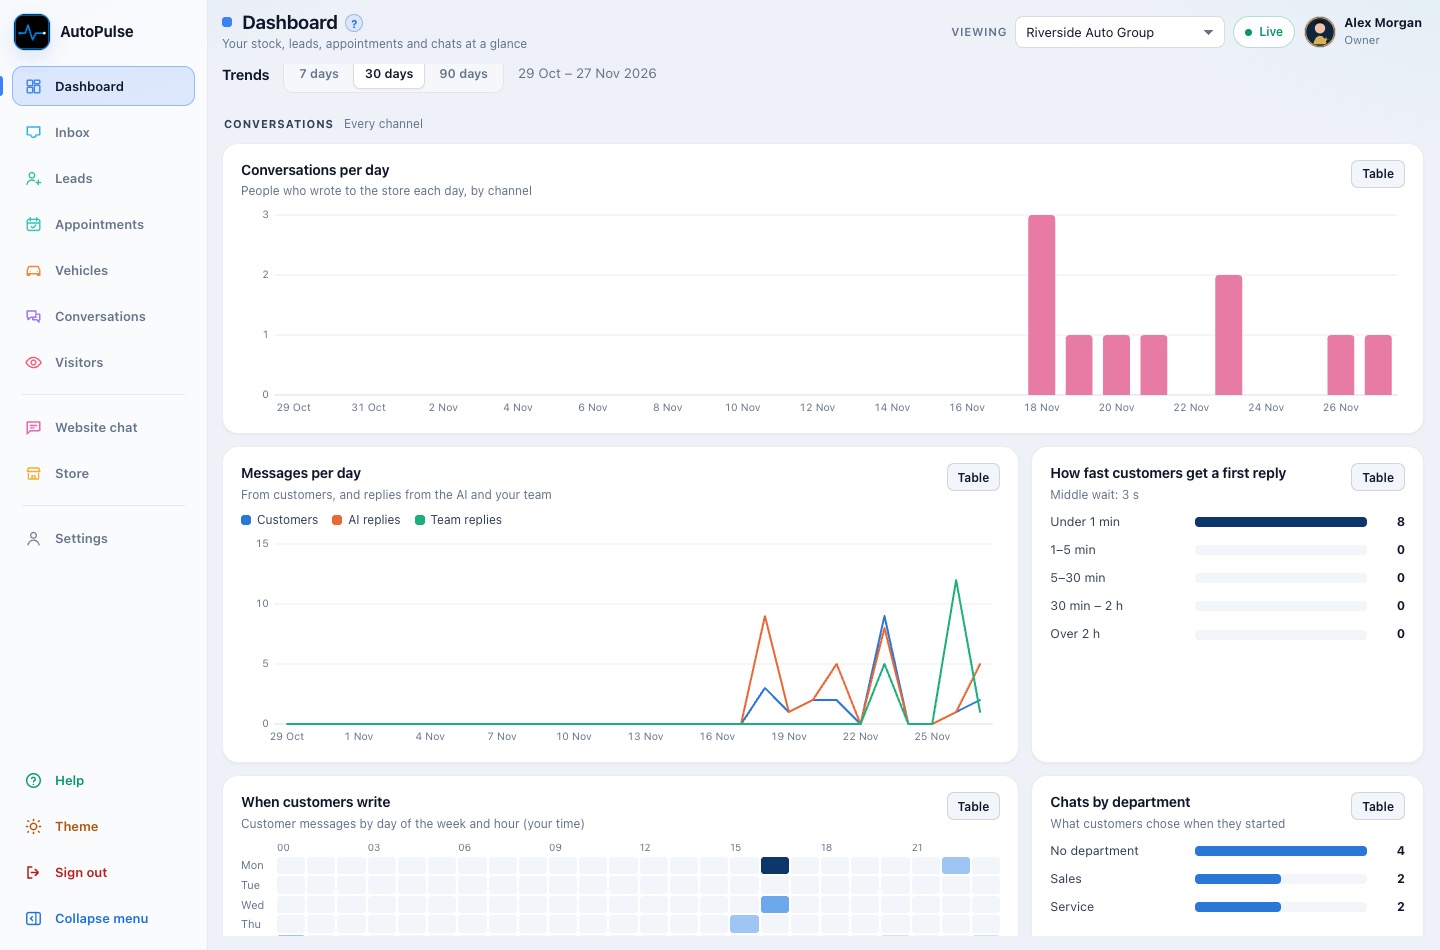 AutoPulse
Dashboard
Inbox
Leads
Appointments
Vehicles
Conversations
Visitors
Website chat
Store
Settings
Help
Theme
Sign out
Collapse menu
Dashboard ?
Your stock, leads, appointments and chats at a glance
VIEWING Riverside Auto Group Live
Alex Morgan
Owner
Trends 7 days 30 days 90 days 29 Oct – 27 Nov 2026
CONVERSATIONS Every channel
Conversations per day
People who wrote to the store each day, by channel
Table
3
2
1
0
29 Oct 31 Oct 2 Nov 4 Nov 6 Nov 8 Nov 10 Nov 12 Nov 14 Nov 16 Nov 18 Nov 20 Nov 22 Nov 24 Nov 26 Nov
Messages per day
From customers, and replies from the AI and your team
Table
Customers AI replies Team replies
15
10
5
0
29 Oct 1 Nov 4 Nov 7 Nov 10 Nov 13 Nov 16 Nov 19 Nov 22 Nov 25 Nov
How fast customers get a first reply
Middle wait: 3 s
Table
Under 1 min 8
1–5 min 0
5–30 min 0
30 min – 2 h 0
Over 2 h 0
When customers write
Customer messages by day of the week and hour (your time)
Table
00 03 06 09 12 15 18 21
Mon
Tue
Wed
Thu
Chats by department
What customers chose when they started
Table
No department 4
Sales 2
Service 2